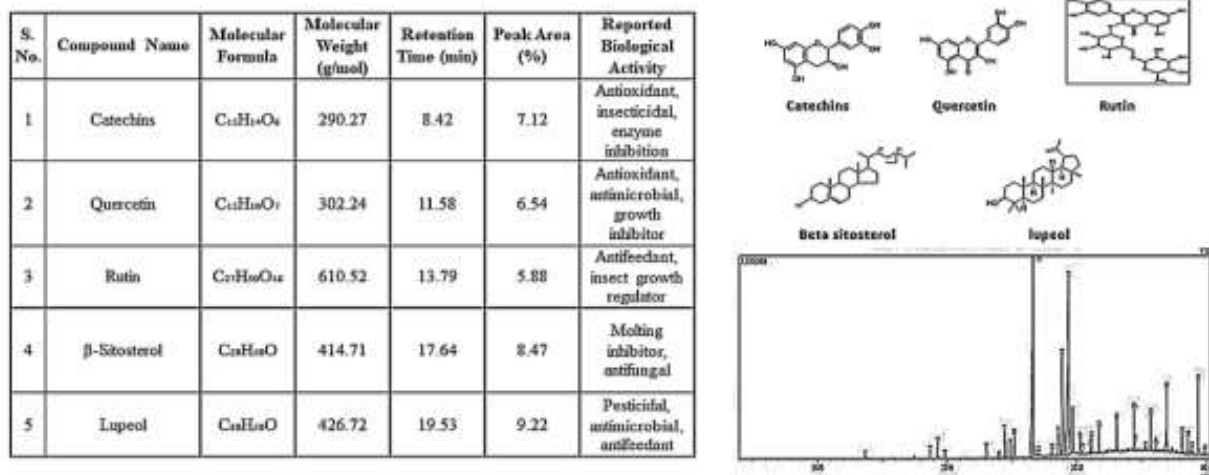 S.
No.
Compound Name
Molecular
Formula
Molecular
Weight
(g/mol)
Retention
Time (min)
Peak Area
(%)
Reported
Biological
Activity
1
Catechins
290.27
8.42
7.12
Antioxidant,
insecticidal,
enzyme
inhibition
2
Quercetin
302.24
11.58
6.54
Antioxidant,
antimicrobial,
growth
inhibitor
3
Rutin
610.52
13.79
5.88
Antifeedant,
insect growth
regulator
4
β-Sitosterol
414.71
17.64
8.47
Molting
inhibitor,
antifungal
5
Lupeol
426.72
19.53
9.22
Pesticidal,
antimicrobial,
antifeedant
Catechins
Quercetin
Rutin
Beta sitosterol
lupeol